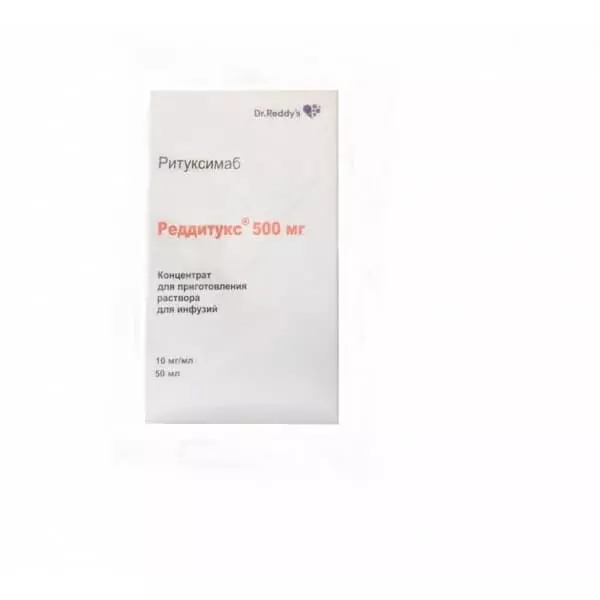 Dr.Reddy's
Ритуксимаб
Реддитукс® 500 мг
Концентрат
для приготовления
раствора
для инфузий
10 мг/мл
50 мл